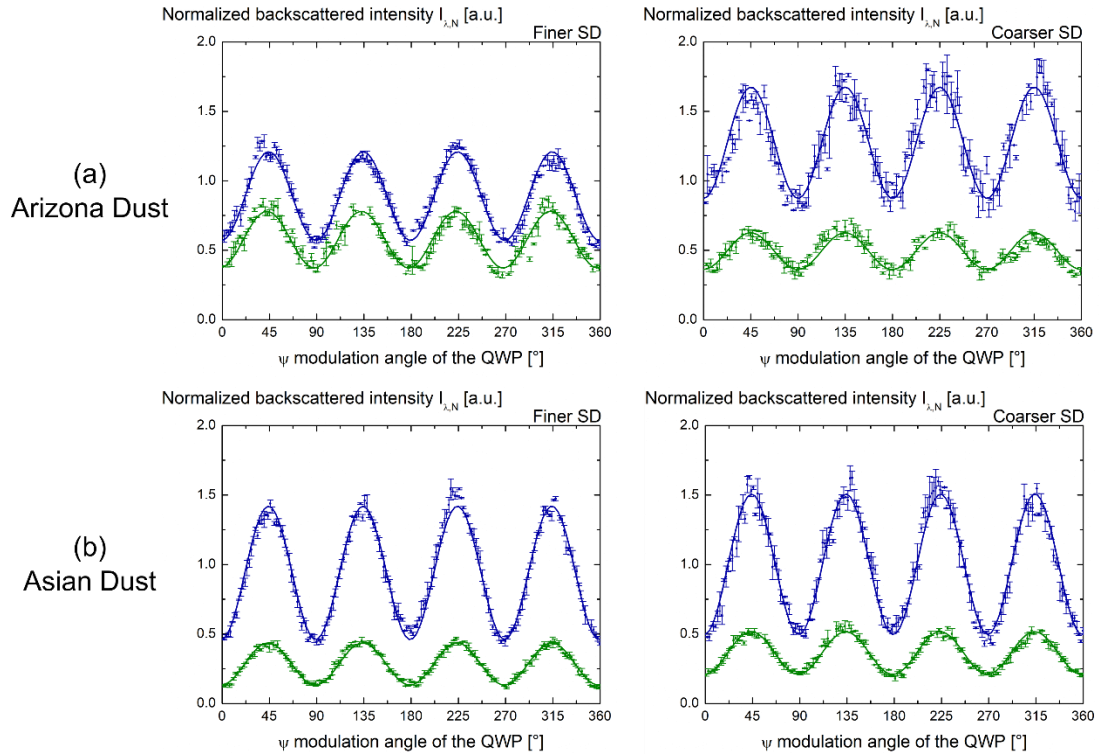 Normalized backscattered intensity I_{λ,N} [a.u.]
Finer SD
2.0
1.5
1.0
0.5
0.0
0 45 90 135 180 225 270 315 360
ψ modulation angle of the QWP [°]
Normalized backscattered intensity I_{λ,N} [a.u.]
Coarser SD
2.0
1.5
1.0
0.5
0.0
0 45 90 135 180 225 270 315 360
ψ modulation angle of the QWP [°]
(a)
Arizona Dust
Normalized backscattered intensity I_{λ,N} [a.u.]
Finer SD
2.0
1.5
1.0
0.5
0.0
0 45 90 135 180 225 270 315 360
ψ modulation angle of the QWP [°]
Normalized backscattered intensity I_{λ,N} [a.u.]
Coarser SD
2.0
1.5
1.0
0.5
0.0
0 45 90 135 180 225 270 315 360
ψ modulation angle of the QWP [°]
(b)
Asian Dust